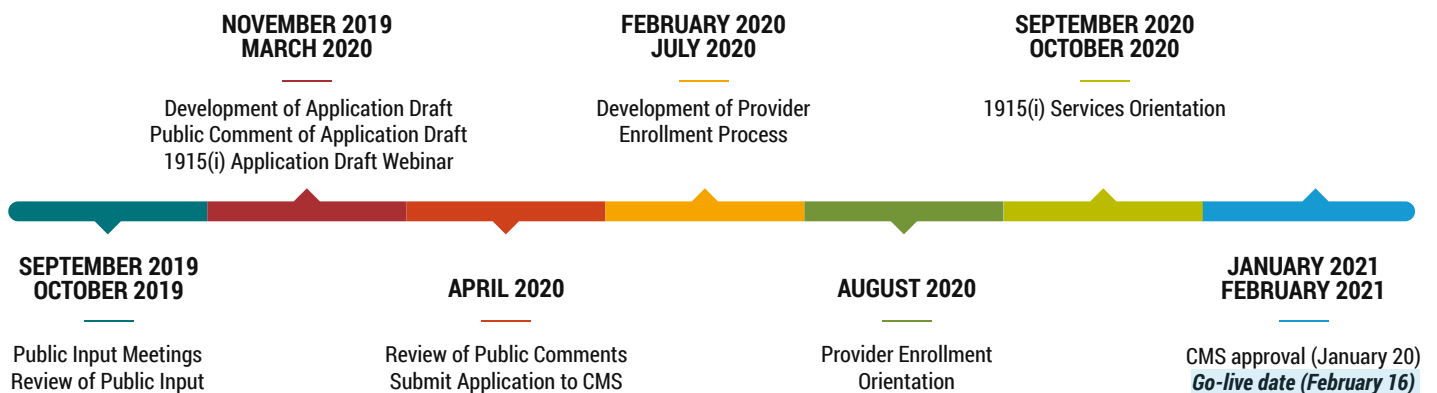 NOVEMBER 2019
MARCH 2020
Development of Application Draft
Public Comment of Application Draft
1915(i) Application Draft Webinar
FEBRUARY 2020
JULY 2020
Development of Provider
Enrollment Process
SEPTEMBER 2020
OCTOBER 2020
1915(i) Services Orientation
SEPTEMBER 2019
OCTOBER 2019
Public Input Meetings
Review of Public Input
APRIL 2020
Review of Public Comments
Submit Application to CMS
AUGUST 2020
Provider Enrollment
Orientation
JANUARY 2021
FEBRUARY 2021
CMS approval (January 20)
Go-live date (February 16)